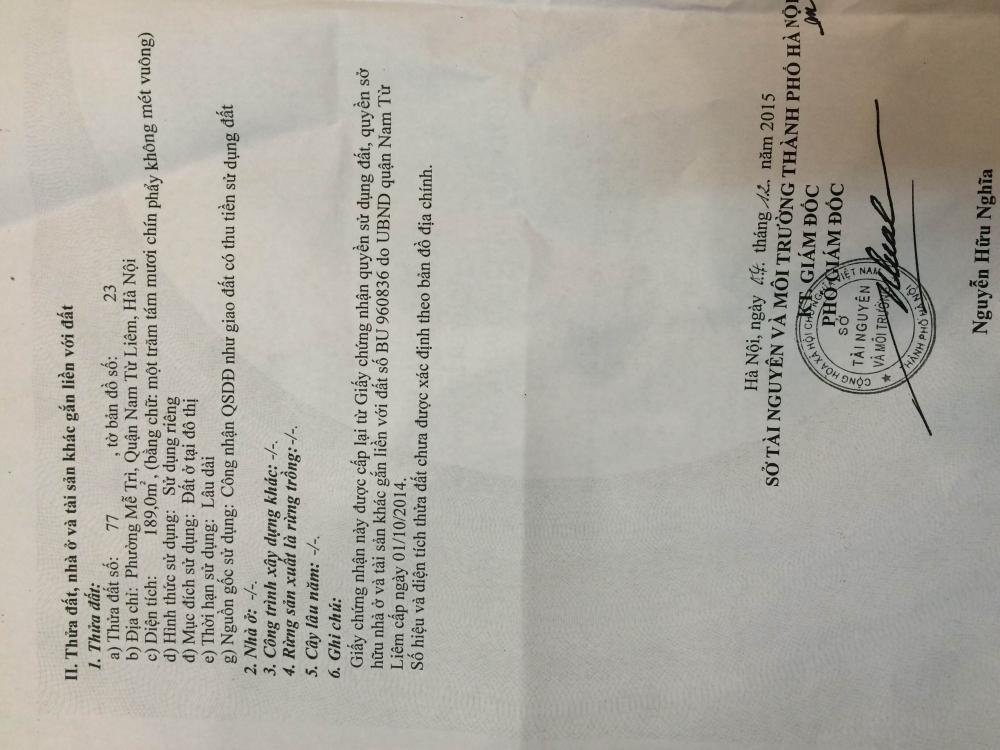 II. Thửa đất, nhà ở và tài sản khác gắn liền với đất
1. Thửa đất:
a) Thửa đất số: 77 , tờ bản đồ số: 23
b) Địa chỉ: Phường Mễ Trì, Quận Nam Từ Liêm, Hà Nội
c) Diện tích: 189,0m², (bằng chữ: một trăm tám mươi chín phẩy không mét vuông)
d) Hình thức sử dụng: Sử dụng riêng
đ) Mục đích sử dụng: Đất ở tại đô thị
e) Thời hạn sử dụng: Lâu dài
g) Nguồn gốc sử dụng: Công nhận QSDĐ như giao đất có thu tiền sử dụng đất
2. Nhà ở: -/-.
3. Công trình xây dựng khác: -/-.
4. Rừng sản xuất là rừng trồng:-/-.
5. Cây lâu năm: -/-.
6. Ghi chú:
Giấy chứng nhận này được cấp lại từ Giấy chứng nhận quyền sử dụng đất, quyền sở
hữu nhà ở và tài sản khác gắn liền với đất số BU 960836 do UBND quận Nam Từ
Liêm cấp ngày 01/10/2014.
Số hiệu và diện tích thửa đất chưa được xác định theo bản đồ địa chính.
Hà Nội, ngày tháng 12 năm 2015
SỞ TÀI NGUYÊN VÀ MÔI TRƯỜNG THÀNH PHỐ HÀ NỘI
KT. GIÁM ĐỐC
PHÓ GIÁM ĐỐC
CỘNG HÒA XÃ HỘI CHỦ NGHĨA VIỆT NAM
SỞ
TÀI NGUYÊN
VÀ MÔI TRƯỜNG
THÀNH PHỐ HÀ NỘI
Nguyễn Hữu Nghĩa